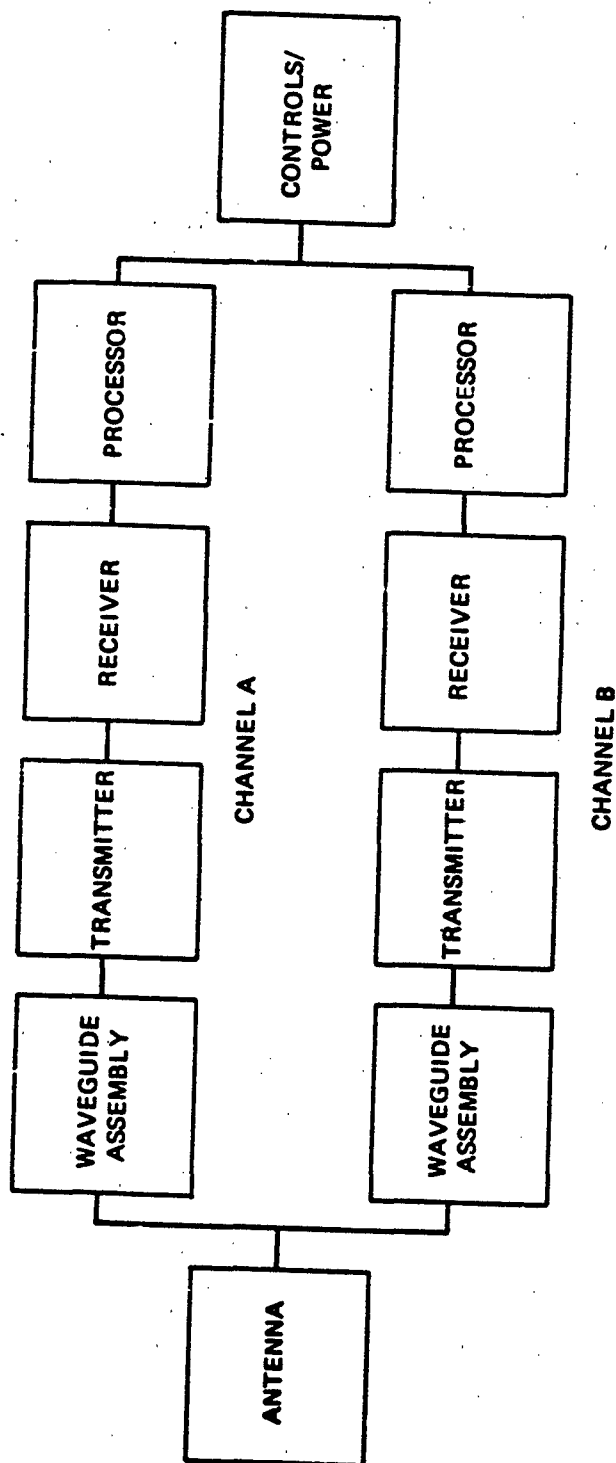 ANTENNA
WAVEGUIDE
ASSEMBLY
TRANSMITTER
RECEIVER
PROCESSOR
CHANNEL A
WAVEGUIDE
ASSEMBLY
TRANSMITTER
RECEIVER
PROCESSOR
CHANNEL B
CONTROLS/
POWER